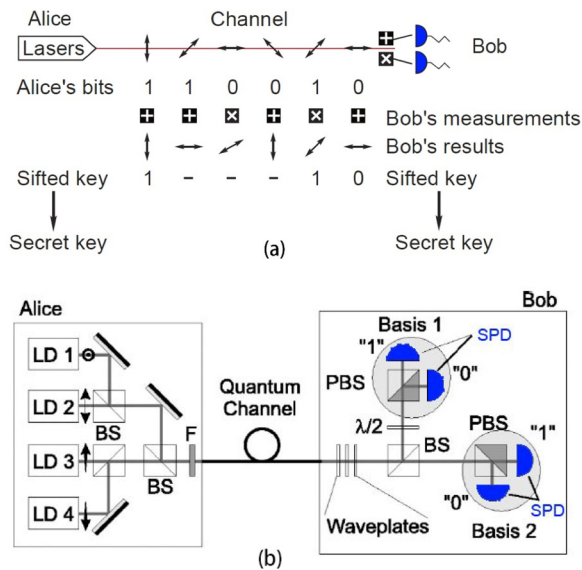 Alice
Channel
Lasers
Bob
Alice's bits 1 1 0 0 1 0
Bob's measurements
Bob's results
Sifted key 1 – – – 1 0 Sifted key
Secret key
Secret key
(a)
Alice
Bob
LD 1
LD 2
BS
LD 3
BS
F
LD 4
Quantum
Channel
Basis 1
"1"
SPD
"0"
PBS
λ/2
BS
PBS
"1"
"0"
SPD
Basis 2
Waveplates
(b)